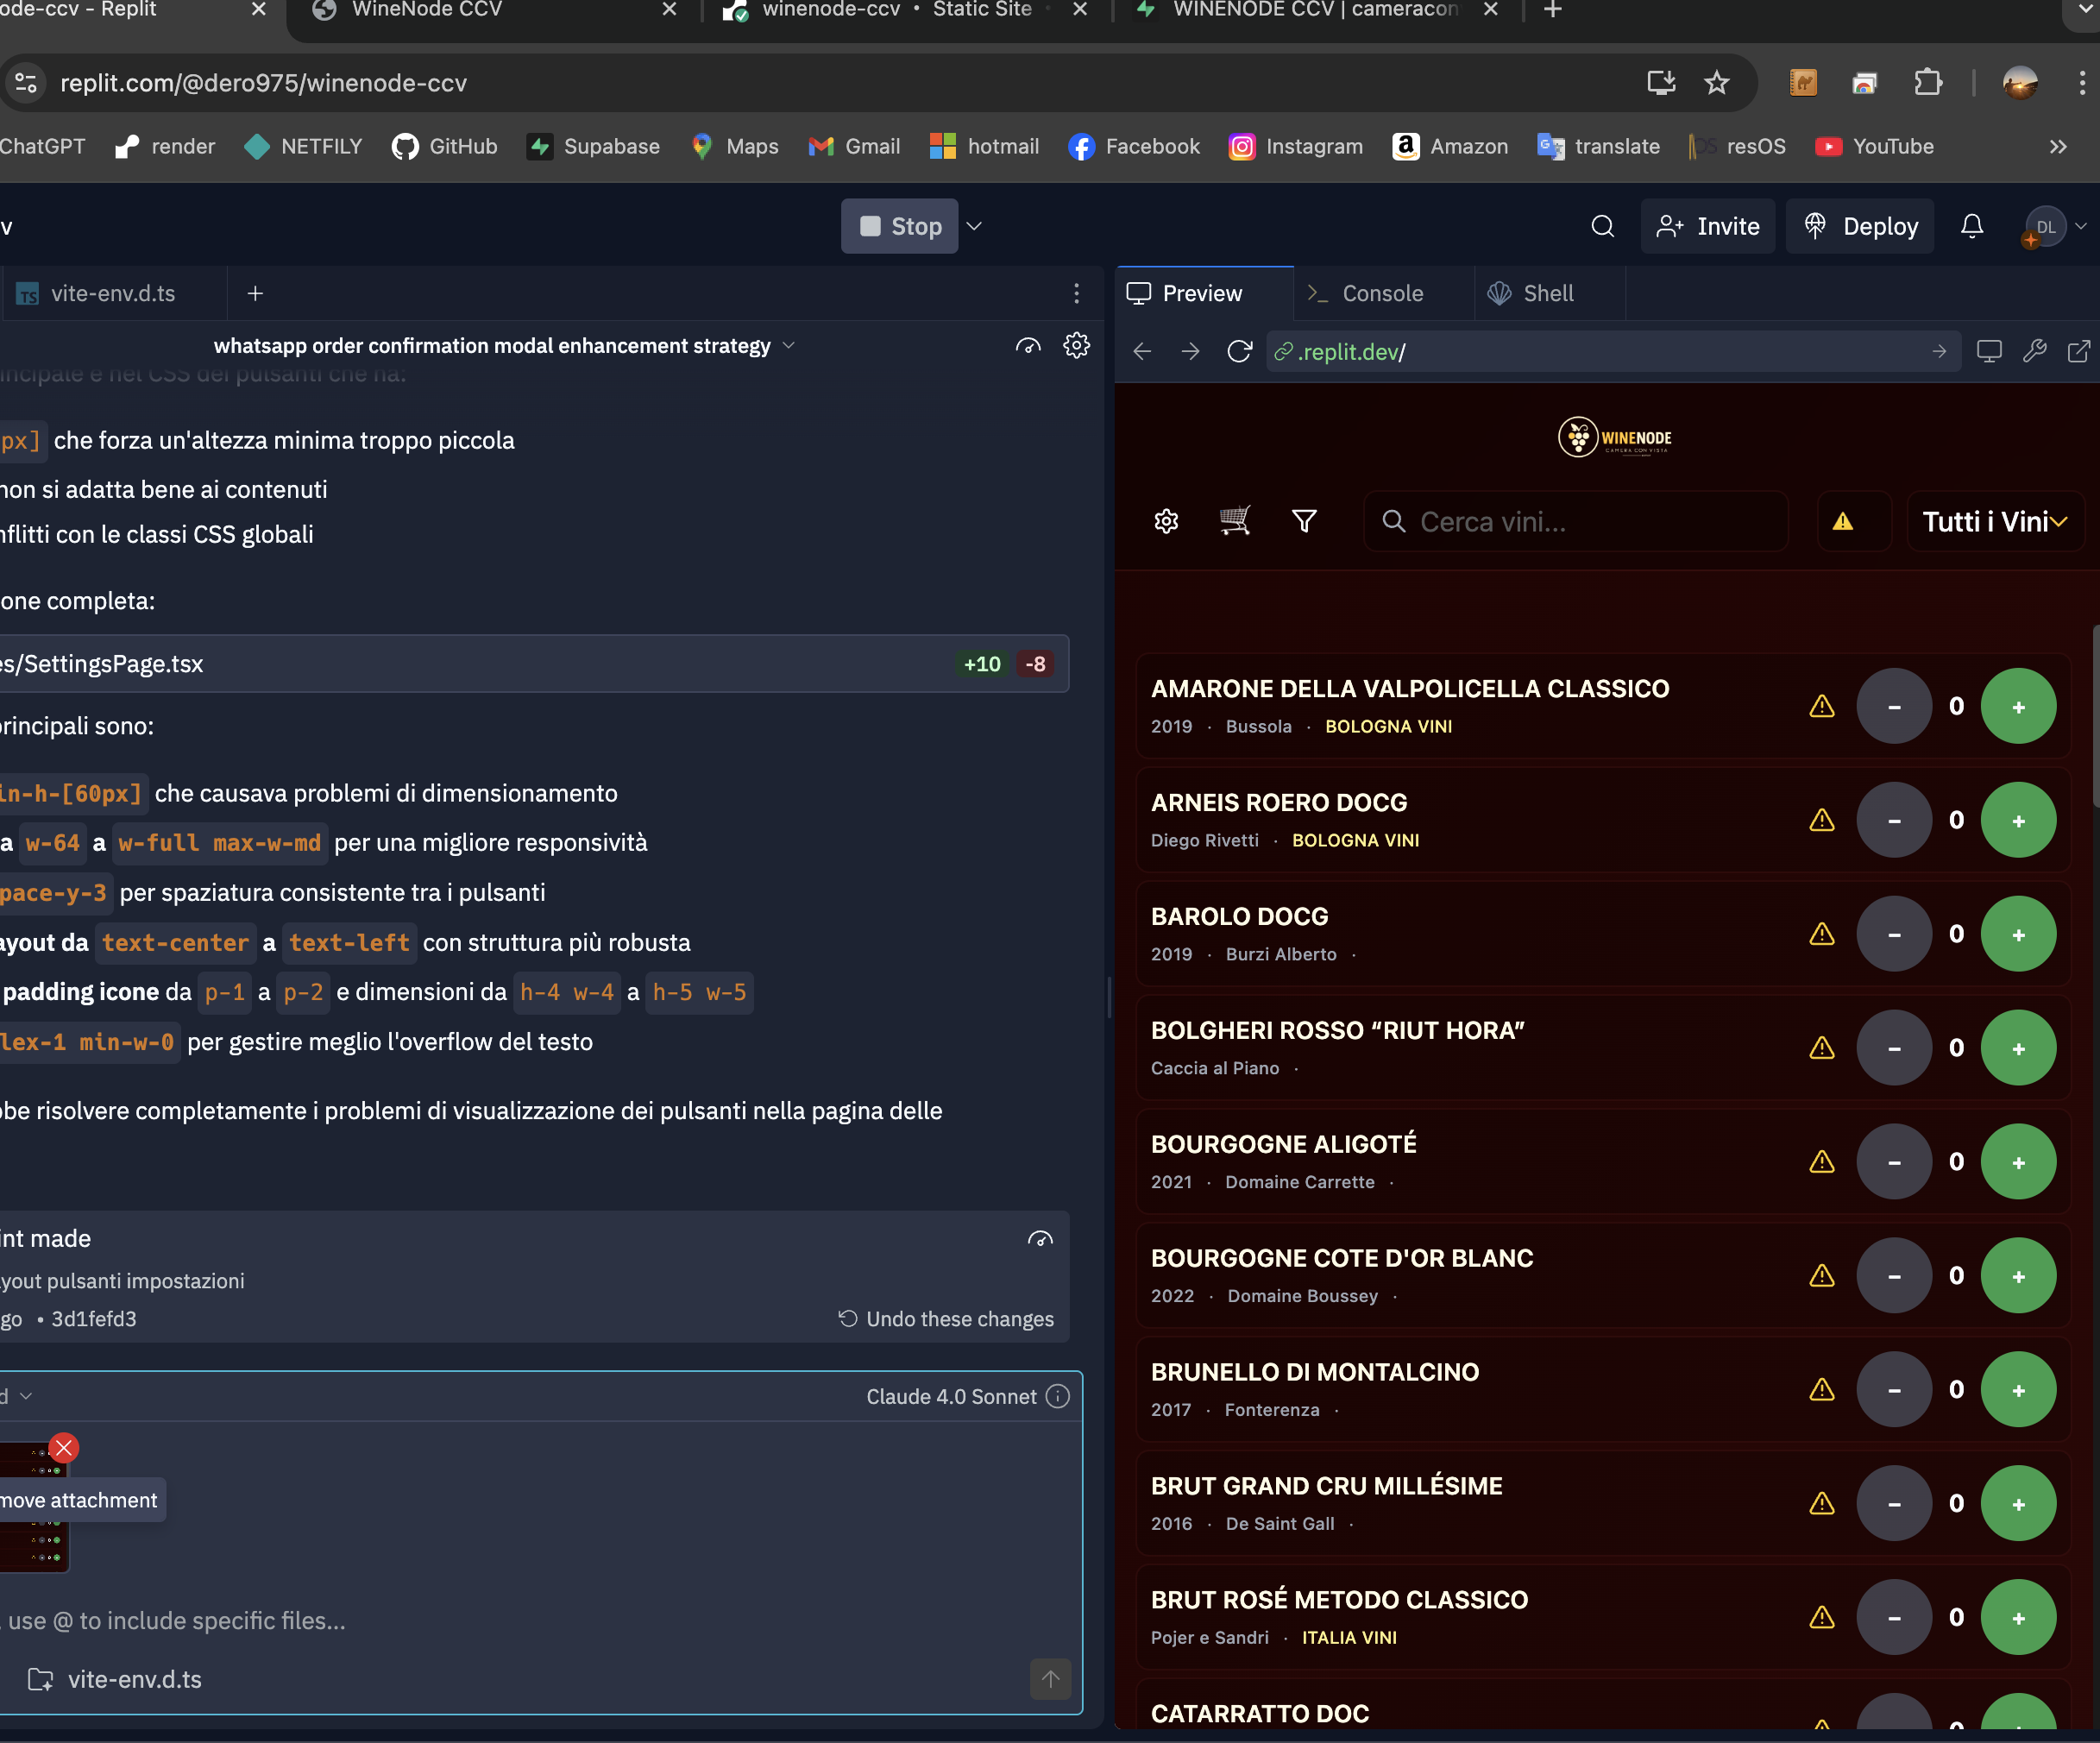 de-ccv - Replit
WineNode CCV
winenode-ccv • Static Site
WINENODE CCV | cameracon
replit.com/@dero975/winenode-ccv
ChatGPT
render
NETFILY
GitHub
Supabase
Maps
Gmail
hotmail
Facebook
Instagram
Amazon
translate
resOS
YouTube
v
Stop
Invite
Deploy
DL
TS vite-env.d.ts
whatsapp order confirmation modal enhancement strategy
ncipale è nel CSS dei pulsanti che ha:
px] che forza un'altezza minima troppo piccola
non si adatta bene ai contenuti
nflitti con le classi CSS globali
one completa:
es/SettingsPage.tsx
+10 -8
principali sono:
in-h-[60px] che causava problemi di dimensionamento
a w-64 a w-full max-w-md per una migliore responsività
pace-y-3 per spaziatura consistente tra i pulsanti
ayout da text-center a text-left con struttura più robusta
padding icone da p-1 a p-2 e dimensioni da h-4 w-4 a h-5 w-5
lex-1 min-w-0 per gestire meglio l'overflow del testo
be risolvere completamente i problemi di visualizzazione dei pulsanti nella pagina delle
int made
yout pulsanti impostazioni
go • 3d1fefd3
Undo these changes
d
Claude 4.0 Sonnet
move attachment
use @ to include specific files...
vite-env.d.ts
Preview
Console
Shell
.replit.dev/
WINENODE
CAMERA CON VISTA
Cerca vini...
Tutti i Vini
AMARONE DELLA VALPOLICELLA CLASSICO
2019 · Bussola · BOLOGNA VINI
- 0 +
ARNEIS ROERO DOCG
Diego Rivetti · BOLOGNA VINI
- 0 +
BAROLO DOCG
2019 · Burzi Alberto ·
- 0 +
BOLGHERI ROSSO “RIUT HORA”
Caccia al Piano ·
- 0 +
BOURGOGNE ALIGOTÉ
2021 · Domaine Carrette ·
- 0 +
BOURGOGNE COTE D'OR BLANC
2022 · Domaine Boussey ·
- 0 +
BRUNELLO DI MONTALCINO
2017 · Fonterenza ·
- 0 +
BRUT GRAND CRU MILLÉSIME
2016 · De Saint Gall ·
- 0 +
BRUT ROSÉ METODO CLASSICO
Pojer e Sandri · ITALIA VINI
- 0 +
CATARRATTO DOC